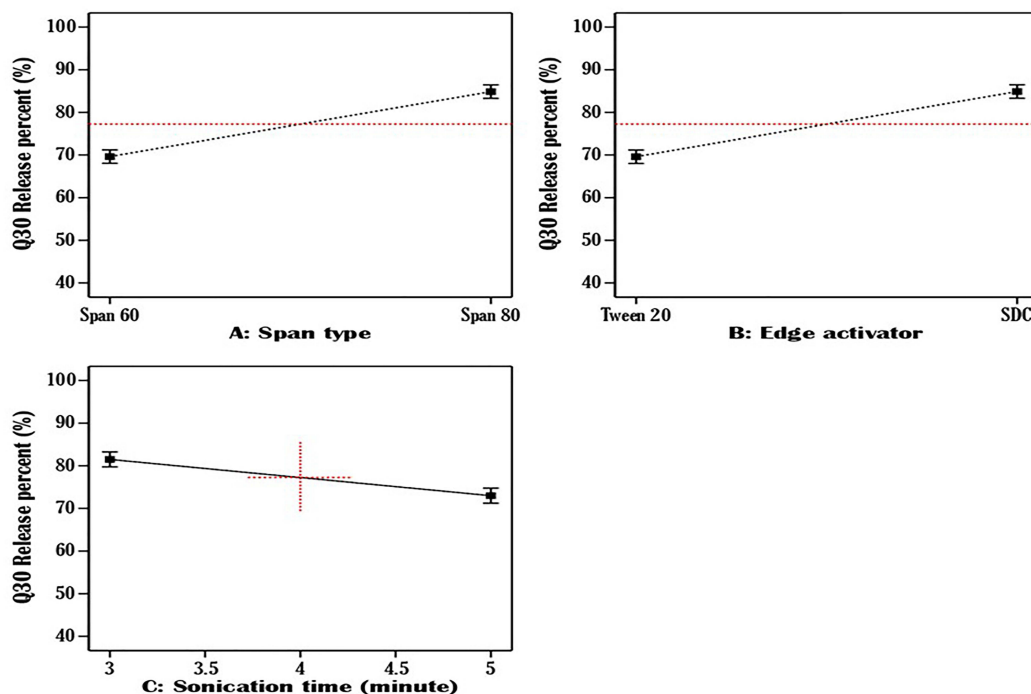 100
90
80
70
60
50
40
Q30 Release percent (%)
Span 60
Span 80
A: Span type
100
90
80
70
60
50
40
Q30 Release percent (%)
Tween 20
SDC
B: Edge activator
100
90
80
70
60
50
40
Q30 Release percent (%)
3
3.5
4
4.5
5
C: Sonication time (minute)